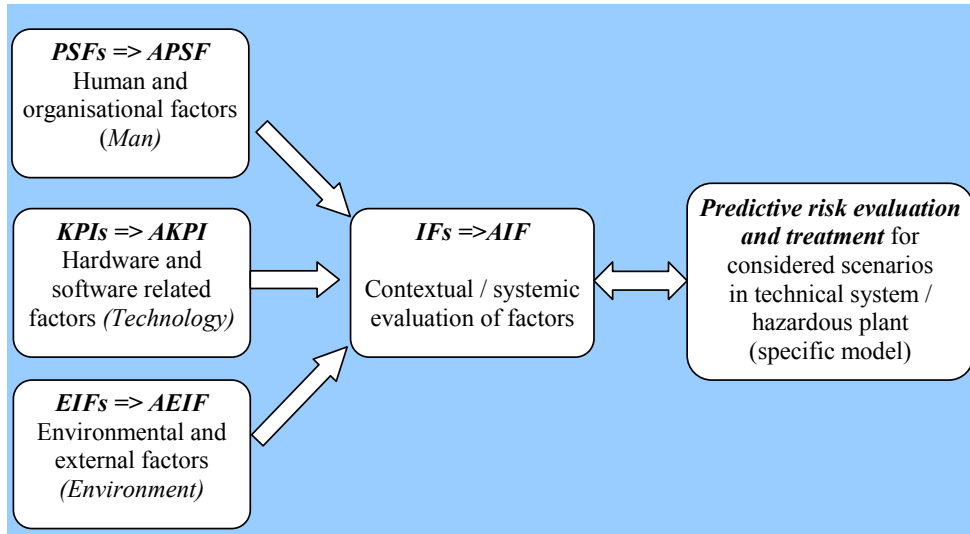 PSFs => APSF
Human and
organisational factors
(Man)
KPIs => AKPI
Hardware and
software related
factors (Technology)
EIFs => AEIF
Environmental and
external factors
(Environment)
IFs =>AIF
Contextual / systemic
evaluation of factors
Predictive risk evaluation
and treatment for
considered scenarios
in technical system /
hazardous plant
(specific model)